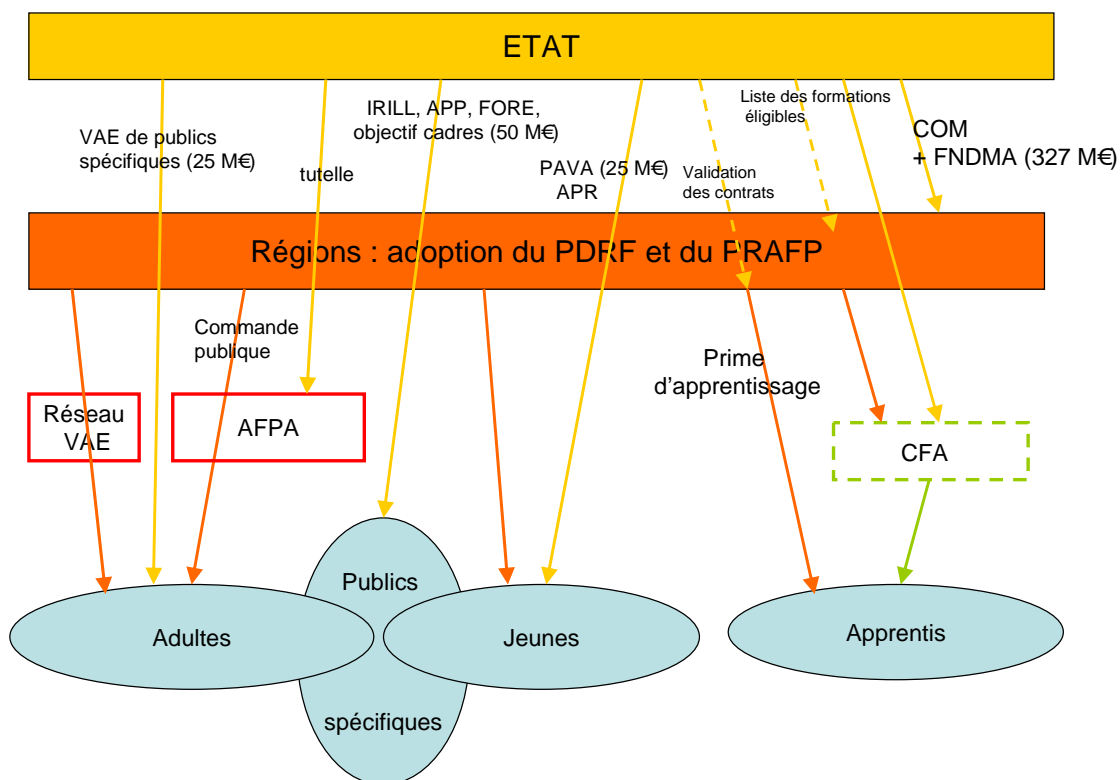 ETAT
VAE de publics
spécifiques (25 M€)
tutelle
IRILL, APP, FORE,
objectif cadres (50 M€)
PAVA (25 M€)
APR
Validation
des contrats
Liste des formations
éligibles
COM
+ FNDMA (327 M€)
Régions : adoption du PDRF et du PRAFP
Commande
publique
Prime
d'apprentissage
Réseau
VAE
AFPA
CFA
Publics
spécifiques
Adultes
Jeunes
Apprentis